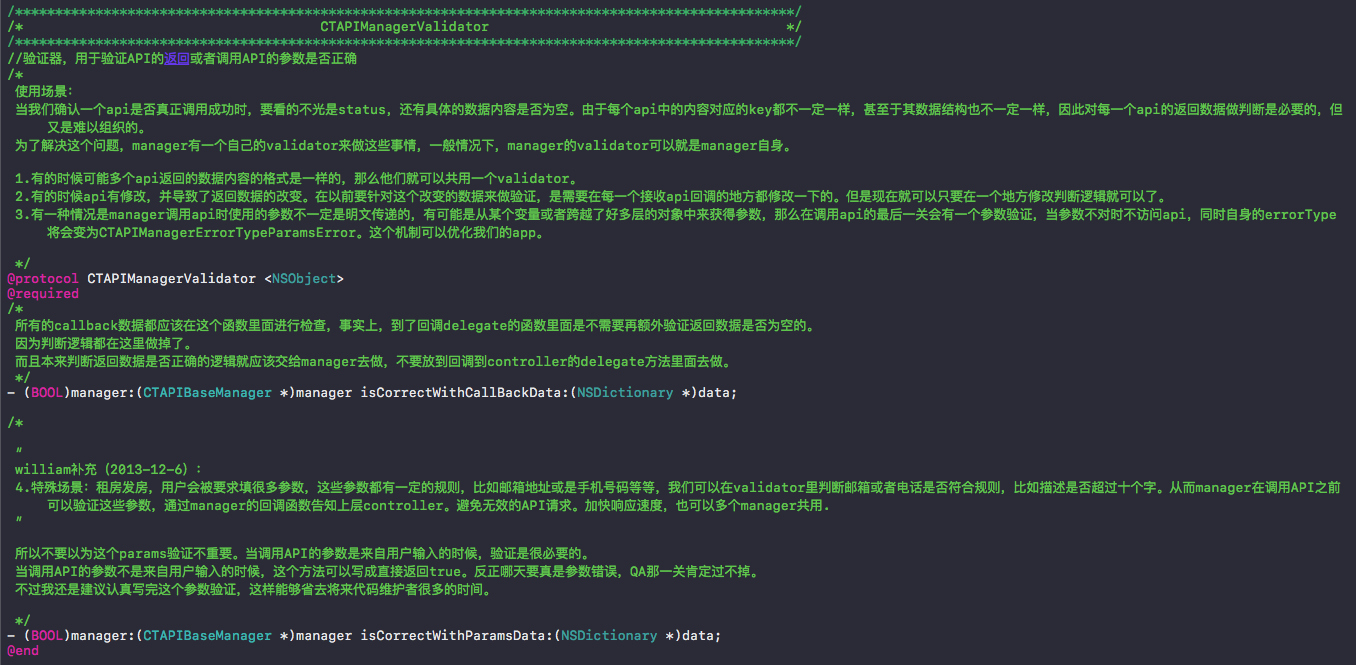 /*************************************************************************************************/
/*                                     CTAPIManagerValidator                                     */
/*************************************************************************************************/
//验证器，用于验证API的返回或者调用API的参数是否正确
/*
使用场景：
当我们确认一个api是否真正调用成功时，要看的不光是status，还有具体的数据内容是否为空。由于每个api中的内容对应的key都不一定一样，甚至于其数据结构也不一定一样，因此对每一个api的返回数据做判断是必要的，但
又是难以组织的。
为了解决这个问题，manager有一个自己的validator来做这些事情，一般情况下，manager的validator可以就是manager自身。
1.有的时候可能多个api返回的数据内容的格式是一样的，那么他们就可以共用一个validator。
2.有的时候api有修改，并导致了返回数据的改变。在以前要针对这个改变的数据来做验证，是需要在每一个接收api回调的地方都修改一下的。但是现在就可以只要在一个地方修改判断逻辑就可以了。
3.有一种情况是manager调用api时使用的参数不一定是明文传递的，有可能是从某个变量或者跨越了好多层的对象中来获得参数，那么在调用api的最后一关会有一个参数验证，当参数不对时不访问api，同时自身的errorType
将会变为CTAPIManagerErrorTypeParamsError。这个机制可以优化我们的app。
*/
@protocol CTAPIManagerValidator <NSObject>
@required
/*
所有的callback数据都应该在这个函数里面进行检查，事实上，到了回调delegate的函数里面是不需要再额外验证返回数据是否为空的。
因为判断逻辑都在这里做掉了。
而且本来判断返回数据是否正确的逻辑就应该交给manager去做，不要放到回调到controller的delegate方法里面去做。
*/
- (BOOL)manager:(CTAPIBaseManager *)manager isCorrectWithCallBackData:(NSDictionary *)data;
/*
“
william补充（2013-12-6）：
4.特殊场景：租房发房，用户会被要求填很多参数，这些参数都有一定的规则，比如邮箱地址或是手机号码等等，我们可以在validator里判断邮箱或者电话是否符合规则，比如描述是否超过十个字。从而manager在调用API之前
可以验证这些参数，通过manager的回调函数告知上层controller。避免无效的API请求。加快响应速度，也可以多个manager共用.
”
所以不要以为这个params验证不重要。当调用API的参数是来自用户输入的时候，验证是很必要的。
当调用API的参数不是来自用户输入的时候，这个方法可以写成直接返回true。反正哪天要真是参数错误，QA那一关肯定过不掉。
不过我还是建议认真写完这个参数验证，这样能够省去将来代码维护者很多的时间。
*/
- (BOOL)manager:(CTAPIBaseManager *)manager isCorrectWithParamsData:(NSDictionary *)data;
@end